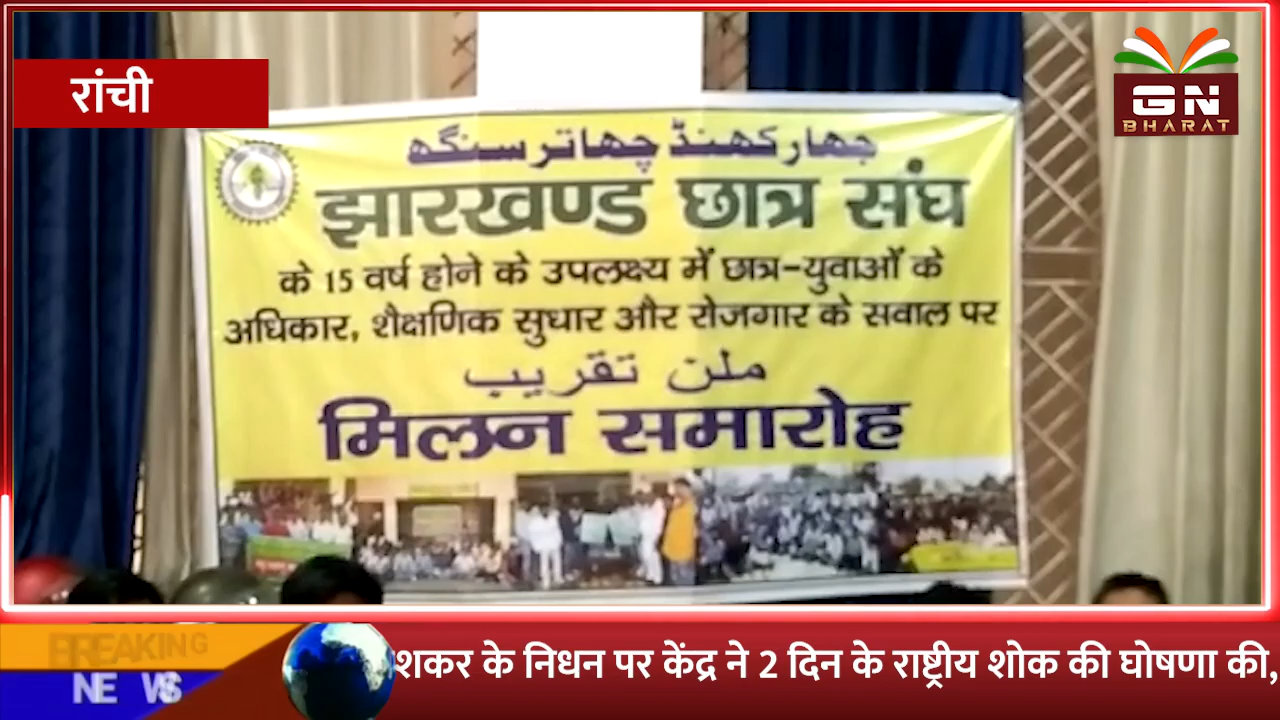 रांची
GN
BHARAT
جھارکھنڈ چھاتر سنگھ
झारखण्ड छात्र संघ
के 15 वर्ष होने के उपलक्ष्य में छात्र-युवाओं के
अधिकार, शैक्षणिक सुधार और रोजगार के सवाल पर
ملن تقریب
मिलन समारोह
BREAKING
NEWS
शकर के निधन पर केंद्र ने 2 दिन के राष्ट्रीय शोक की घोषणा की,